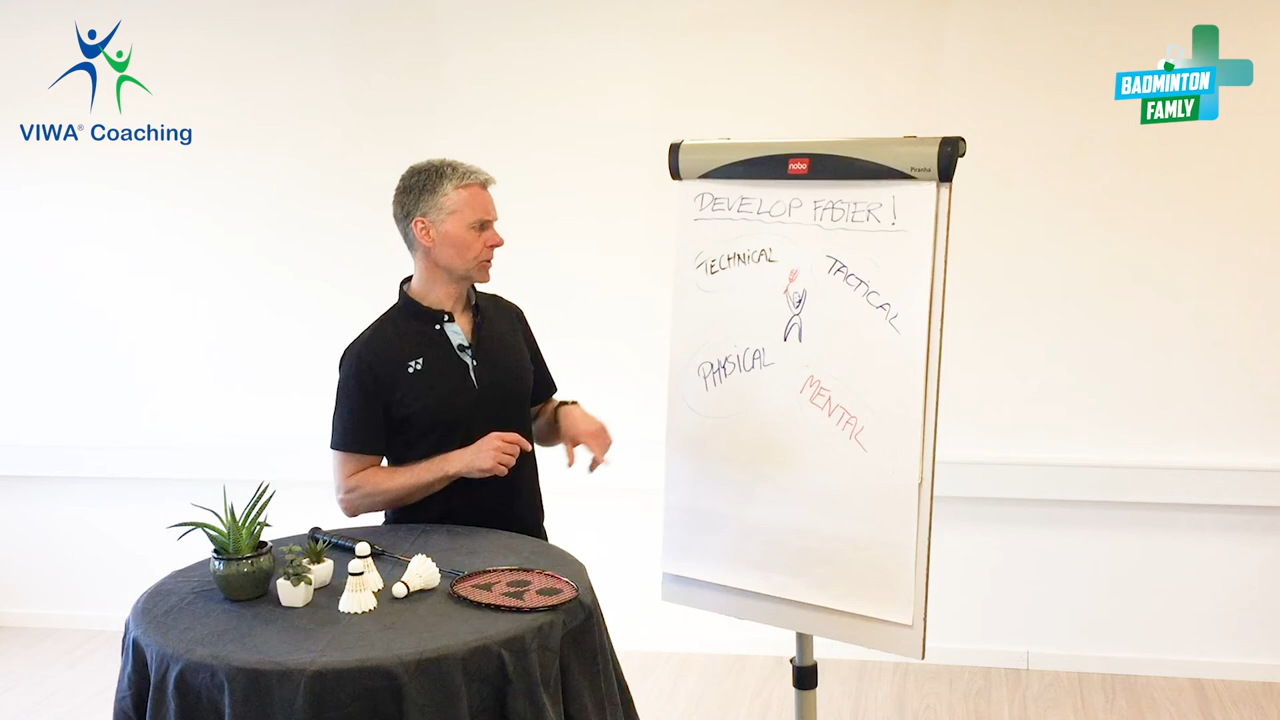 VIWA® Coaching
BADMINTON
FAMLY
nobo
Piranha
DEVELOP FASTER!
TECHNICAL
TACTICAL
PHYSICAL
MENTAL